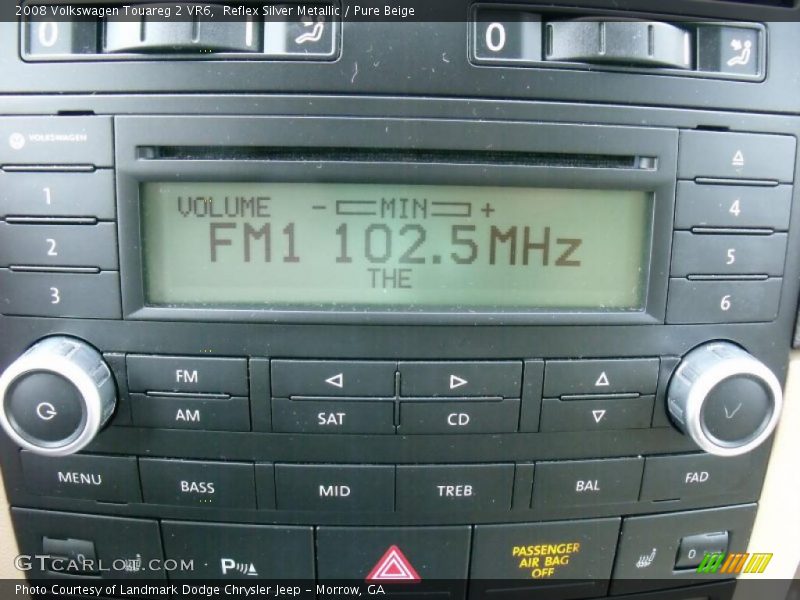 2008 Volkswagen Touareg 2 VR6,  Reflex Silver Metallic / Pure Beige
0
0
VOLKSWAGEN
1
2
3
4
5
6
VOLUME - MIN +
FM1 102.5MHz
THE
FM
AM
SAT
CD
MENU
BASS
MID
TREB
BAL
FAD
0
P
PASSENGER
AIR BAG
OFF
0
GTCARLOT.COM
Photo Courtesy of Landmark Dodge Chrysler Jeep – Morrow, GA